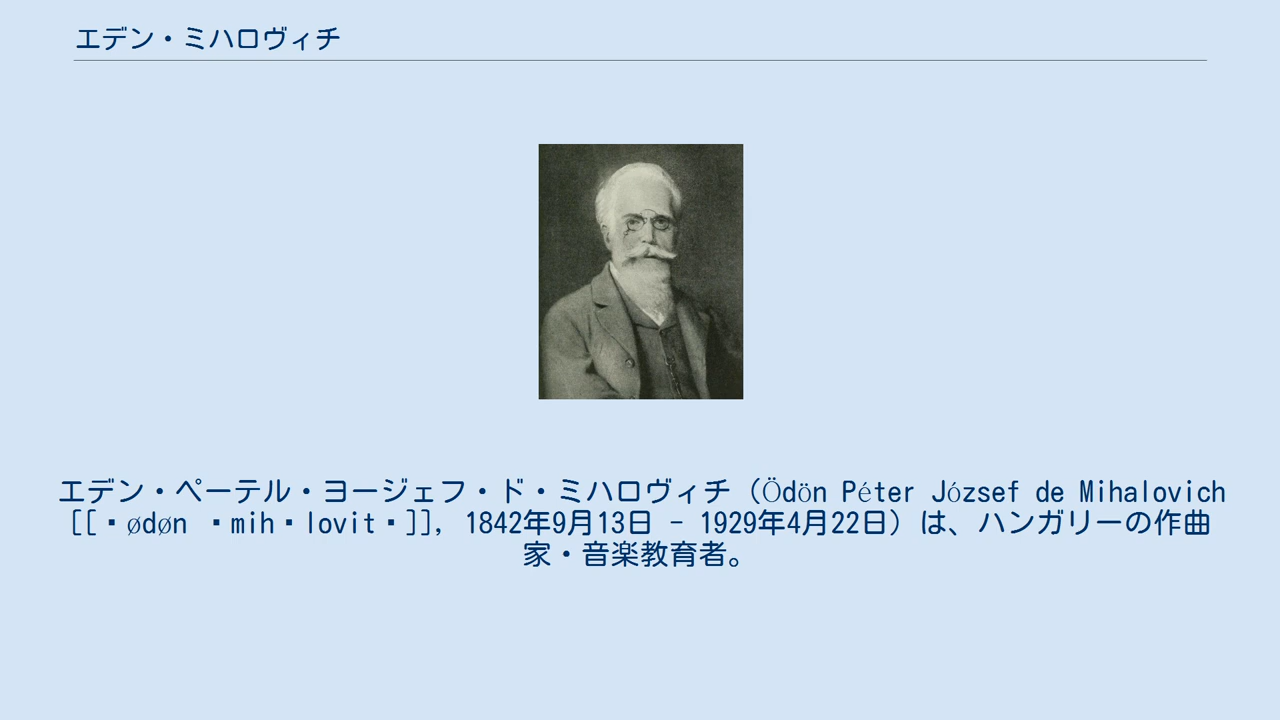 エデン・ミハロヴィチ
エデン・ペーテル・ヨージェフ・ド・ミハロヴィチ（Ödön Péter József de Mihalovich
[[・ødøn ・mih・lovit・]], 1842年9月13日 - 1929年4月22日）は、ハンガリーの作曲
家・音楽教育者。